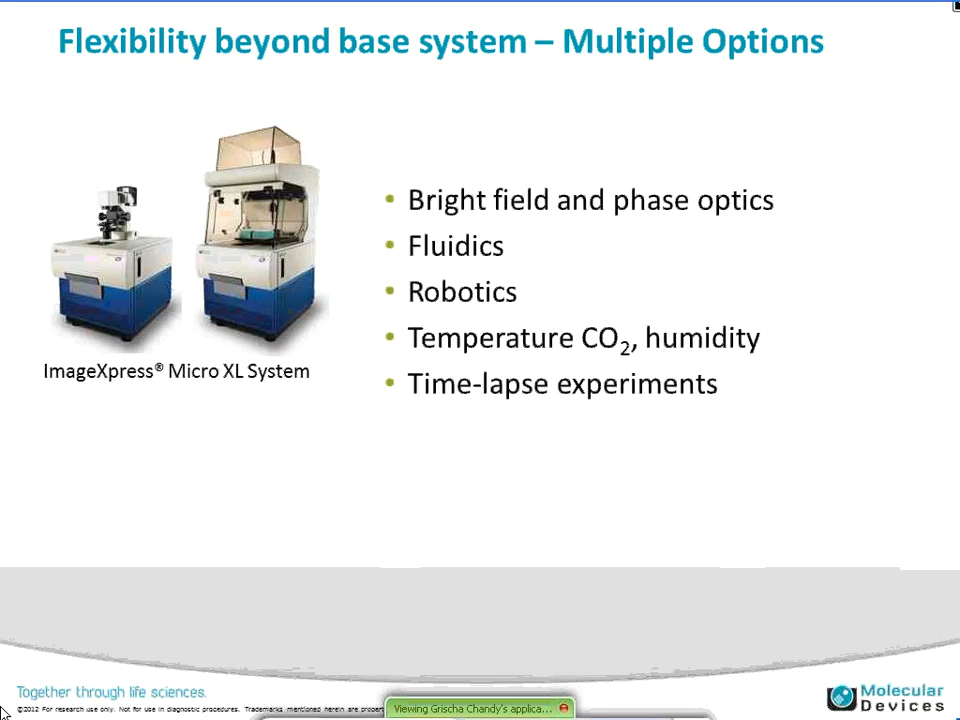 Flexibility beyond base system – Multiple Options
• Bright field and phase optics
• Fluidics
• Robotics
• Temperature CO2, humidity
• Time-lapse experiments
ImageXpress® Micro XL System
Together through life sciences.
©2012 For research use only. Not for use in diagnostic procedures. Trademarks mentioned herein are propert
Viewing Grischa Chandy's applica...
Molecular
Devices